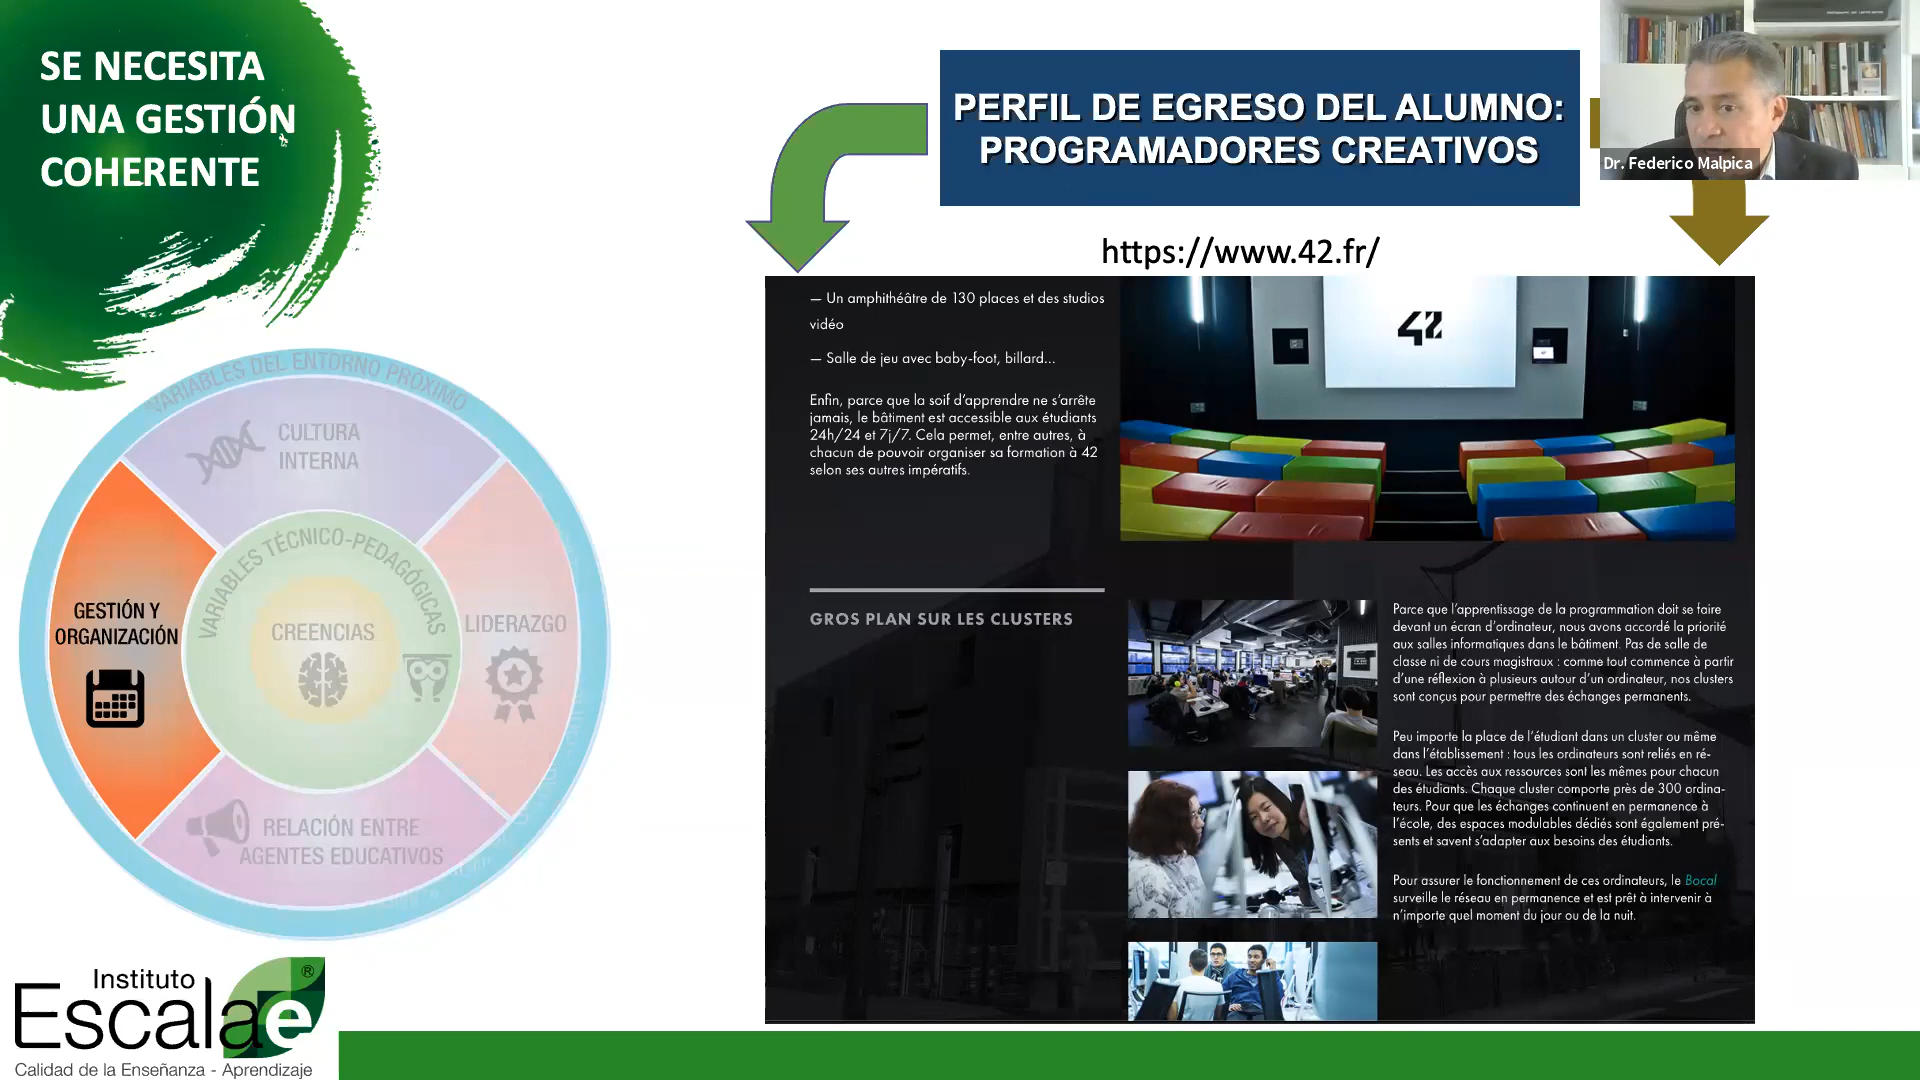 SE NECESITA
UNA GESTIÓN
COHERENTE
PERFIL DE EGRESO DEL ALUMNO:
PROGRAMADORES CREATIVOS
Dr. Federico Malpica
https://www.42.fr/
— Un amphithéâtre de 130 places et des studios
vidéo
— Salle de jeu avec baby-foot, billard...
Enfin, parce que la soif d'apprendre ne s'arrête
jamais, le bâtiment est accessible aux étudiants
24h/24 et 7j/7. Cela permet, entre autres, à
chacun de pouvoir organiser sa formation à 42
selon ses autres impératifs.
42
GROS PLAN SUR LES CLUSTERS
Parce que l'apprentissage de la programmation doit se faire
devant un écran d'ordinateur, nous avons accordé la priorité
aux salles informatiques dans le bâtiment. Pas de salle de
classe ni de cours magistraux : comme tout commence à partir
d'une réflexion à plusieurs autour d'un ordinateur, nos clusters
sont conçus pour permettre des échanges permanents.
Peu importe la place de l'étudiant dans un cluster ou même
dans l'établissement : tous les ordinateurs sont reliés en ré-
seau. Les accès aux ressources sont les mêmes pour chacun
des étudiants. Chaque cluster comporte près de 300 ordina-
teurs. Pour que les échanges continuent en permanence à
l'école, des espaces modulables dédiés sont également pré-
sents et savent s'adapter aux besoins des étudiants.
Pour assurer le fonctionnement de ces ordinateurs, le Bocal
surveille le réseau en permanence et est prêt à intervenir à
n'importe quel moment du jour ou de la nuit.
VARIABLES DEL ENTORNO PRÓXIMO
CULTURA
INTERNA
VARIABLES TÉCNICO-PEDAGÓGICAS
GESTIÓN Y
ORGANIZACIÓN
CREENCIAS
LIDERAZGO
RELACIÓN ENTRE
AGENTES EDUCATIVOS
Instituto
Escalae ®
Calidad de la Enseñanza - Aprendizaje